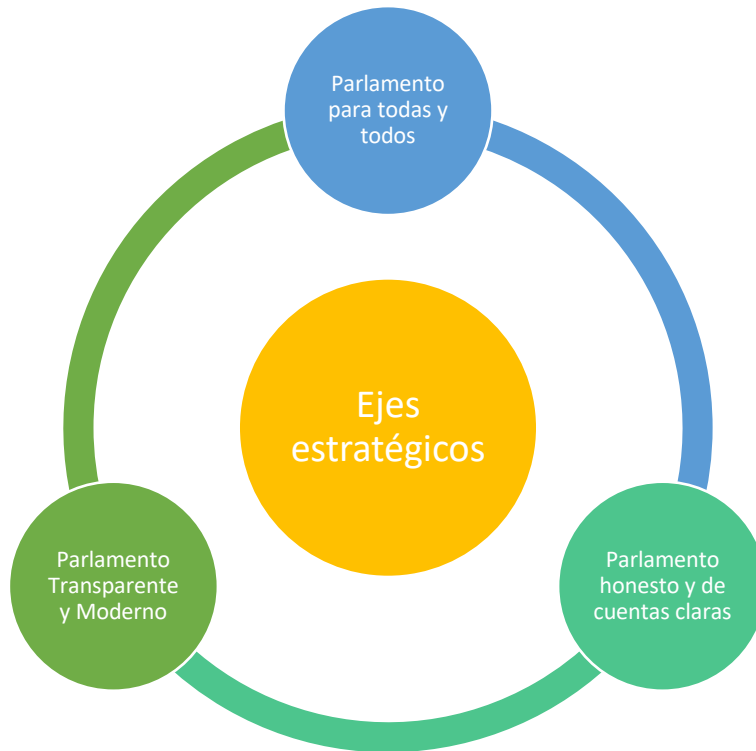 Parlamento
para todas y
todos
Ejes
estratégicos
Parlamento
Transparente
y Moderno
Parlamento
honesto y de
cuentas claras